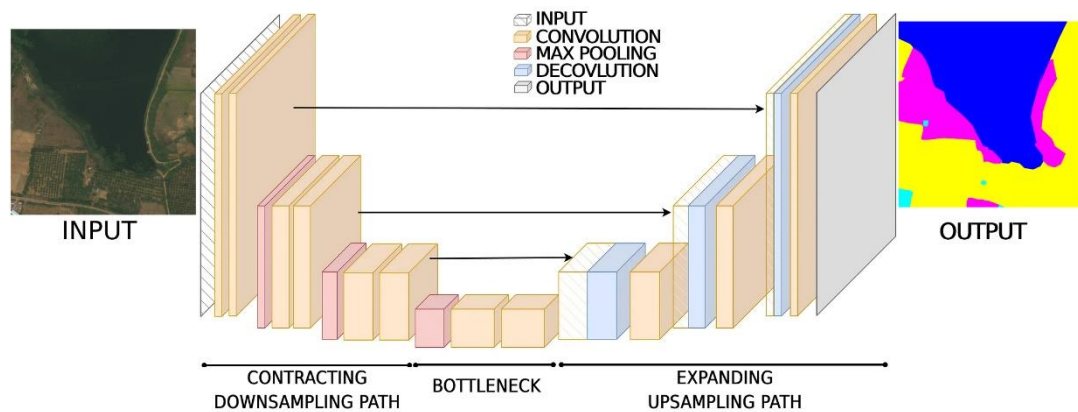 INPUT
CONVOLUTION
MAX POOLING
DECOVLUTION
OUTPUT
INPUT
OUTPUT
CONTRACTING
DOWNSAMPLING PATH
BOTTLENECK
EXPANDING
UPSAMPLING PATH